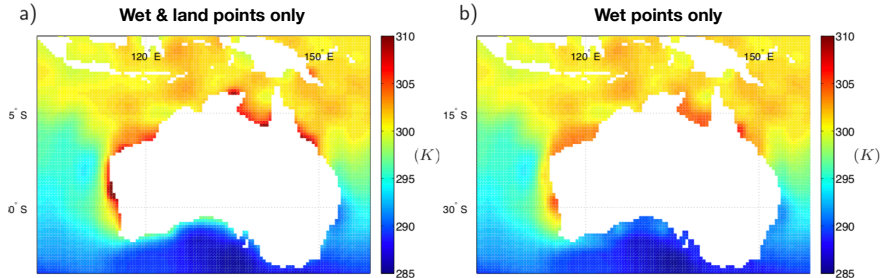 a)
Wet & land points only
120° E
150° E
5° S
0° S
310
305
300
295
290
285
(K)
b)
Wet points only
120° E
150° E
15° S
30° S
310
305
300
295
290
285
(K)